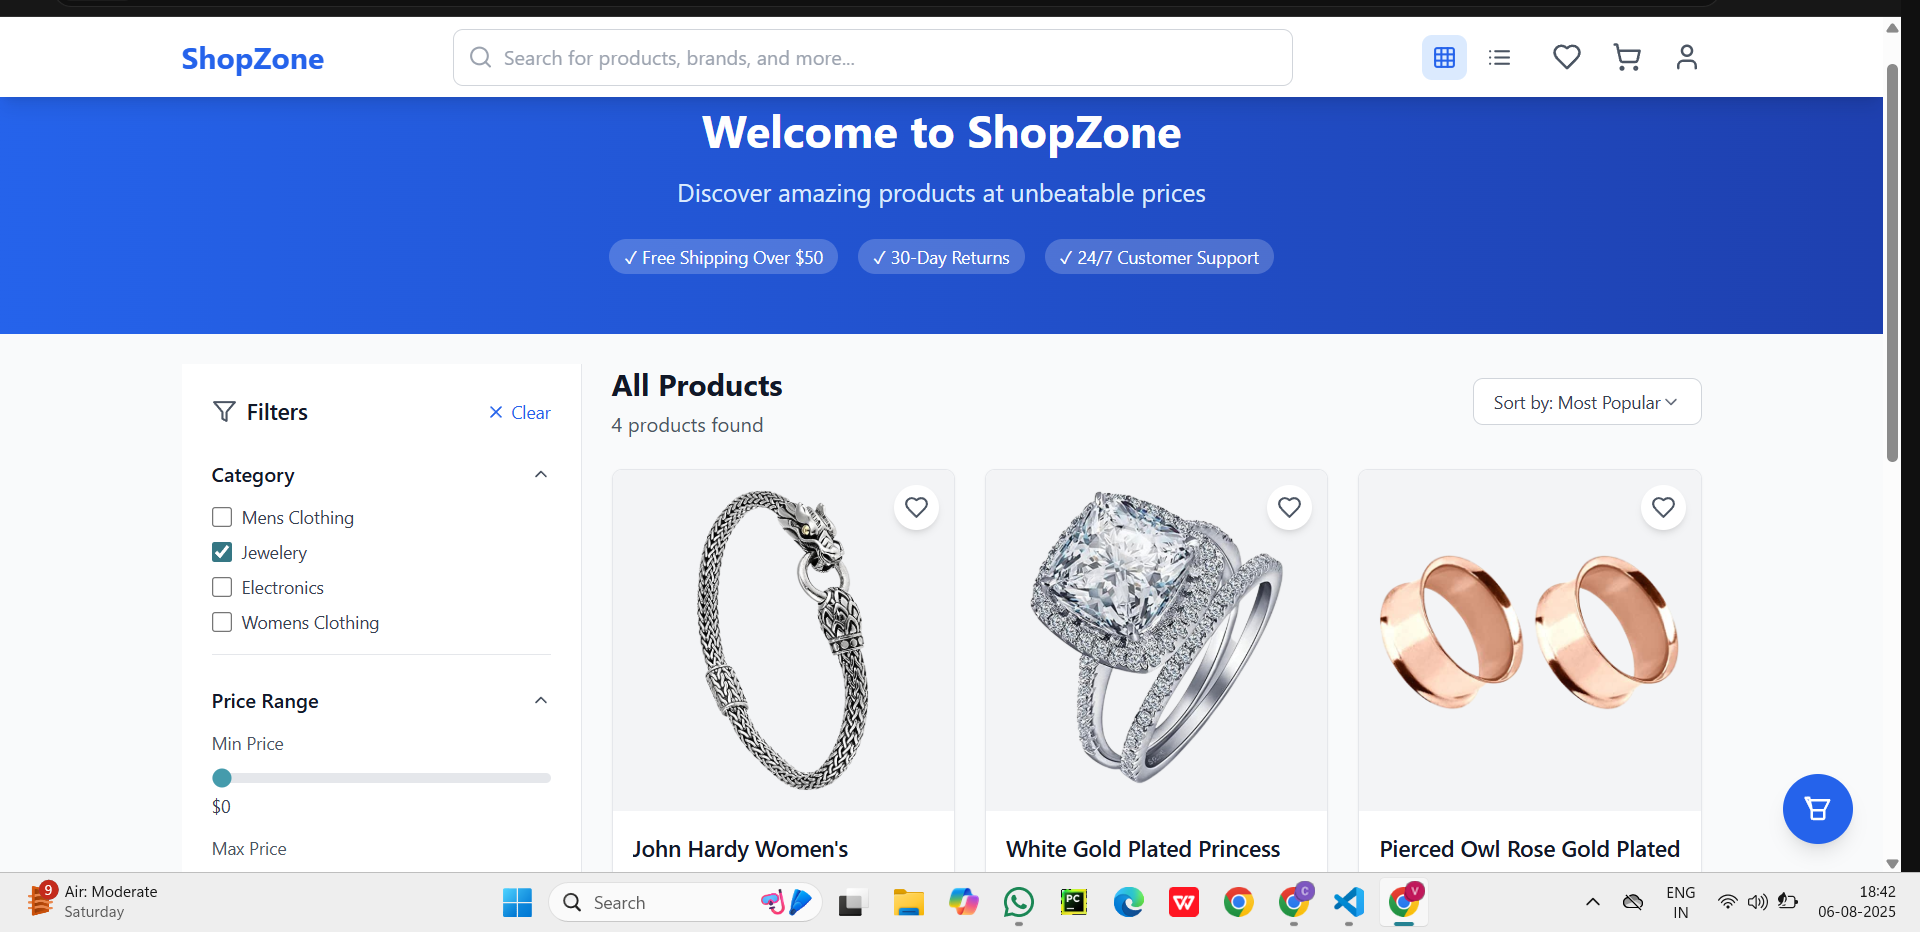 ShopZone
Search for products, brands, and more...
Welcome to ShopZone
Discover amazing products at unbeatable prices
✓ Free Shipping Over $50
✓ 30-Day Returns
✓ 24/7 Customer Support
Filters
Clear
Category
Mens Clothing
Jewelery
Electronics
Womens Clothing
Price Range
Min Price
$0
Max Price
All Products
4 products found
Sort by: Most Popular
John Hardy Women's
White Gold Plated Princess
Pierced Owl Rose Gold Plated
9
Air: Moderate
Saturday
Search
PC
W
C
V
ENG
IN
18:42
06-08-2025